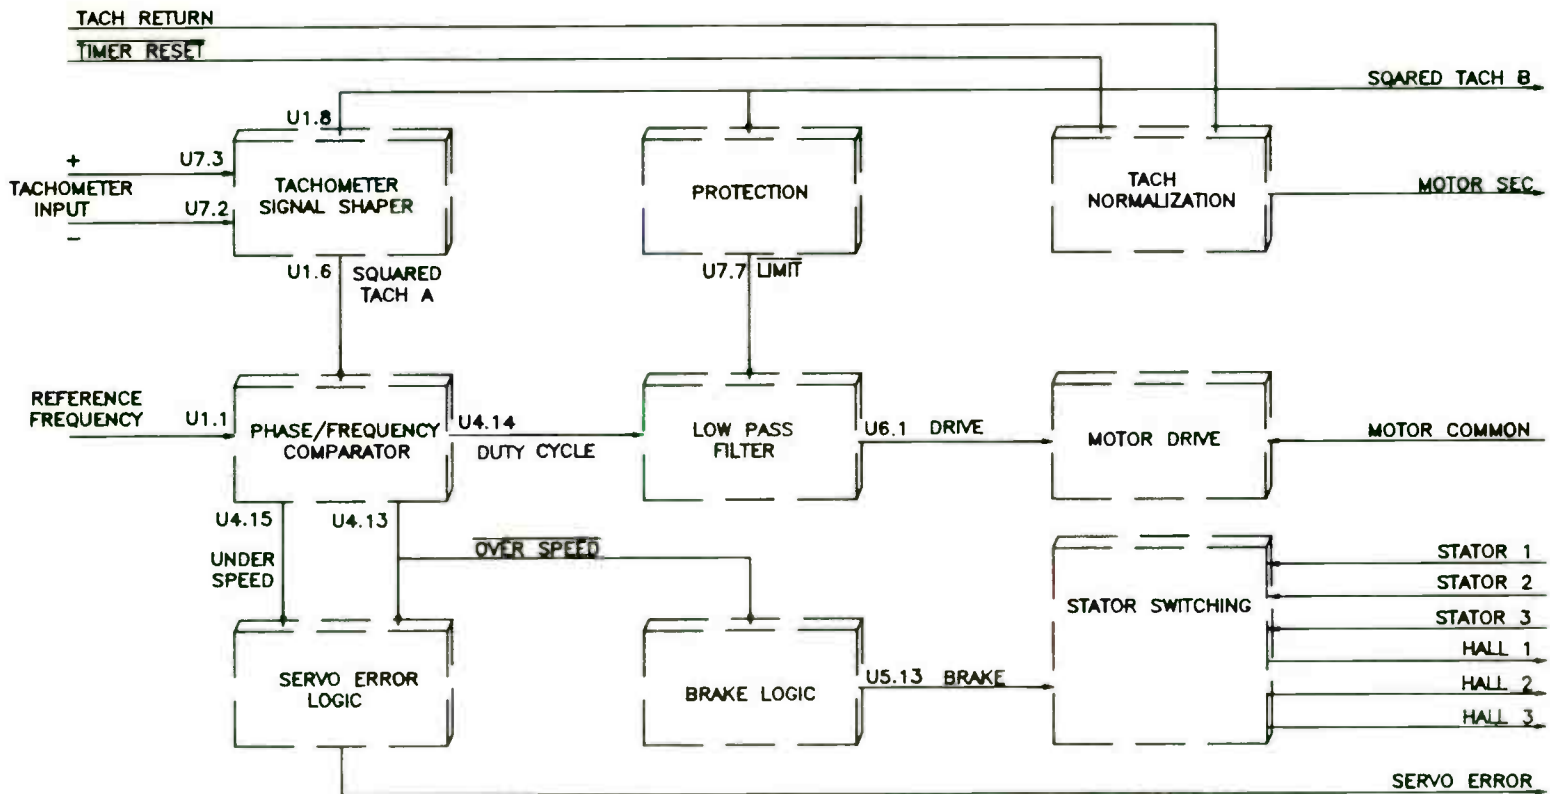 TACH RETURN
TIMER RESET
SQARED TACH B
U1.8
+
U7.3
TACHOMETER
INPUT
U7.2
−
TACHOMETER
SIGNAL SHAPER
PROTECTION
TACH
NORMALIZATION
MOTOR SEC
U1.6
SQUARED
TACH A
U7.7
LIMIT
REFERENCE
FREQUENCY
U1.1
PHASE/FREQUENCY
COMPARATOR
U4.14
DUTY CYCLE
LOW PASS
FILTER
U6.1
DRIVE
MOTOR DRIVE
MOTOR COMMON
U4.15
U4.13
UNDER
SPEED
OVER SPEED
STATOR SWITCHING
STATOR 1
STATOR 2
STATOR 3
HALL 1
HALL 2
HALL 3
SERVO ERROR
LOGIC
BRAKE LOGIC
U5.13
BRAKE
SERVO ERROR